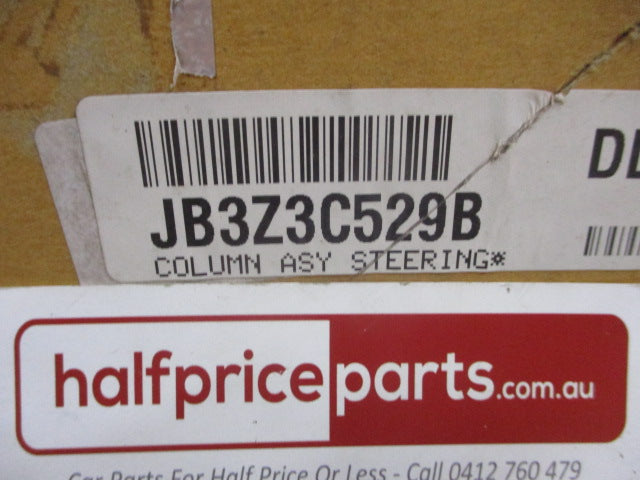 JB3Z3C529B
COLUMN ASY STEERING*
halfpriceparts.com.au
Car Parts For Half Price Or Less - Call 0412 760 479